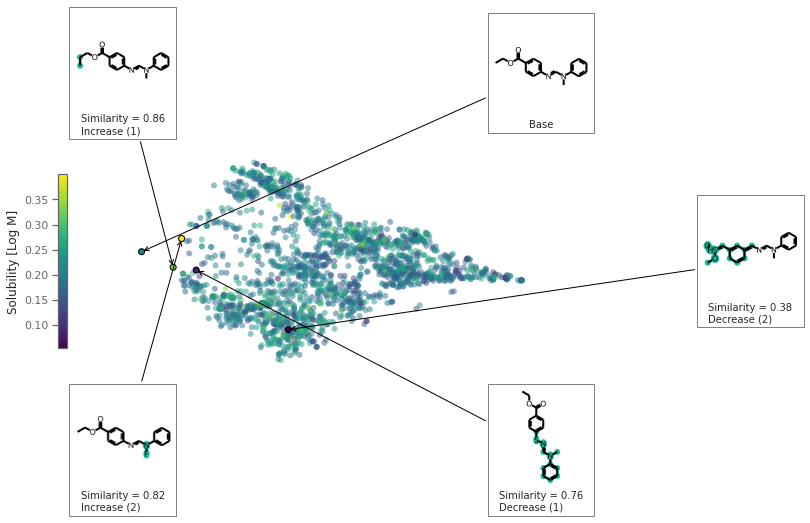 Similarity = 0.86
Increase (1)
Base
Solubility [Log M]
0.35
0.30
0.25
0.20
0.15
0.10
Similarity = 0.38
Decrease (2)
Similarity = 0.82
Increase (2)
Similarity = 0.76
Decrease (1)